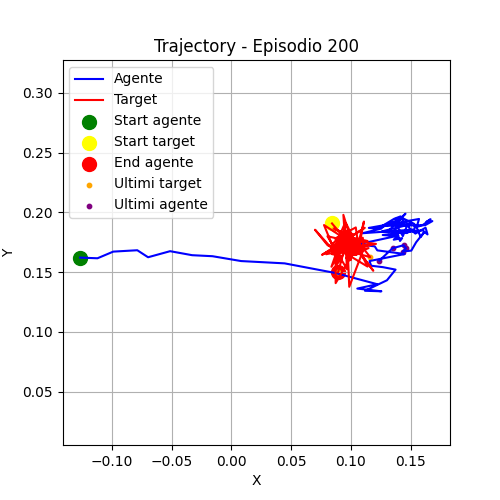 Trajectory - Episodio 200
Agente
Target
Start agente
Start target
End agente
Ultimi target
Ultimi agente
0.30
0.25
0.20
0.15
0.10
0.05
Y
−0.10
−0.05
0.00
0.05
0.10
0.15
X